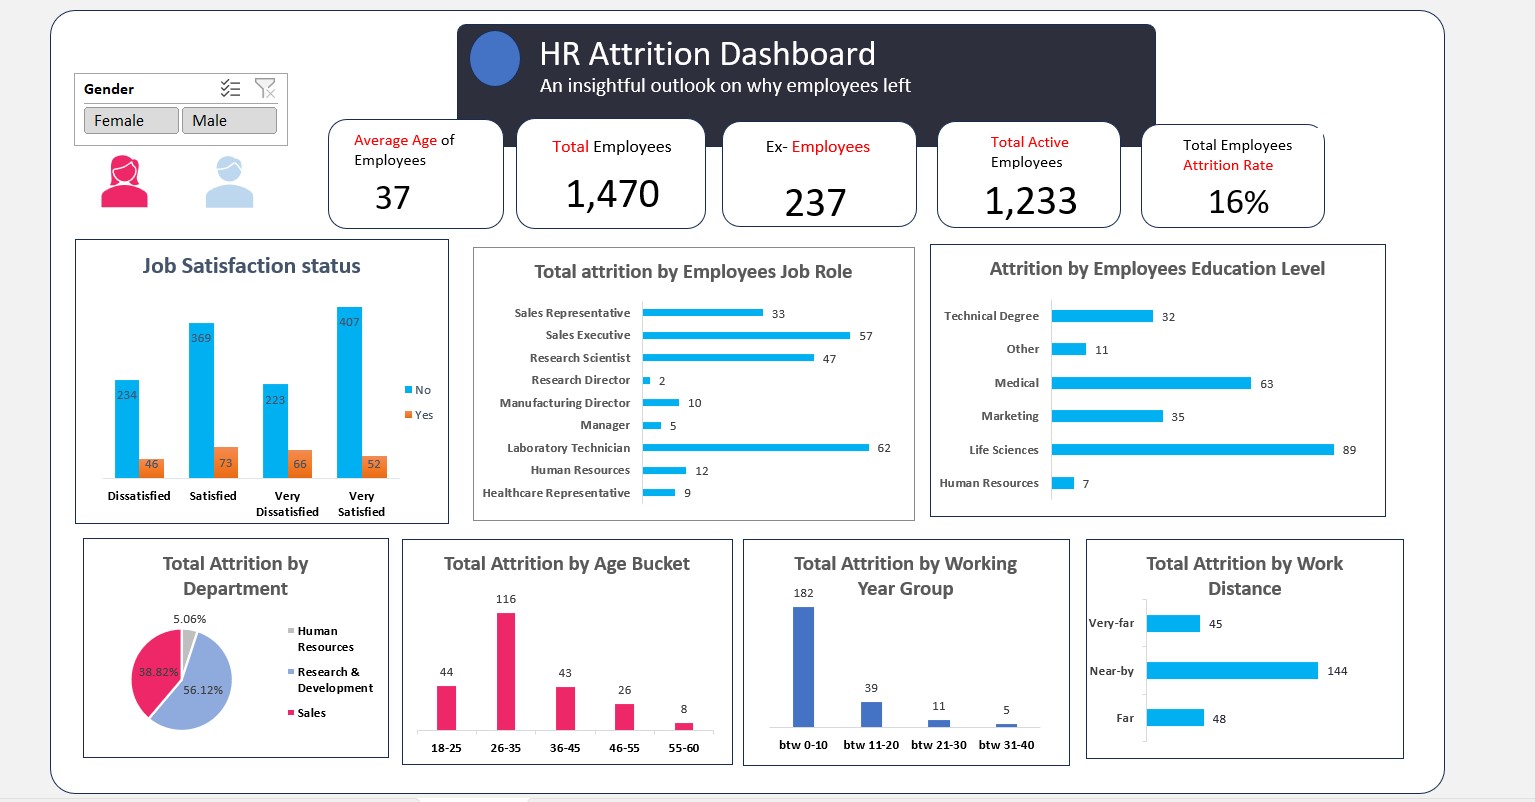 HR Attrition Dashboard
An insightful outlook on why employees left
Gender
Female
Male
Average Age of
Employees
37
Total Employees
1,470
Ex- Employees
237
Total Active
Employees
1,233
Total Employees
Attrition Rate
16%
Job Satisfaction status
234
46
369
73
223
66
407
52
No
Yes
Dissatisfied
Satisfied
Very
Dissatisfied
Very
Satisfied
Total attrition by Employees Job Role
Sales Representative 33
Sales Executive 57
Research Scientist 47
Research Director 2
Manufacturing Director 10
Manager 5
Laboratory Technician 62
Human Resources 12
Healthcare Representative 9
Attrition by Employees Education Level
Technical Degree 32
Other 11
Medical 63
Marketing 35
Life Sciences 89
Human Resources 7
Total Attrition by
Department
5.06%
38.82%
56.12%
Human
Resources
Research &
Development
Sales
Total Attrition by Age Bucket
44
116
43
26
8
18-25
26-35
36-45
46-55
55-60
Total Attrition by Working
Year Group
182
39
11
5
btw 0-10
btw 11-20
btw 21-30
btw 31-40
Total Attrition by Work
Distance
Very-far 45
Near-by 144
Far 48